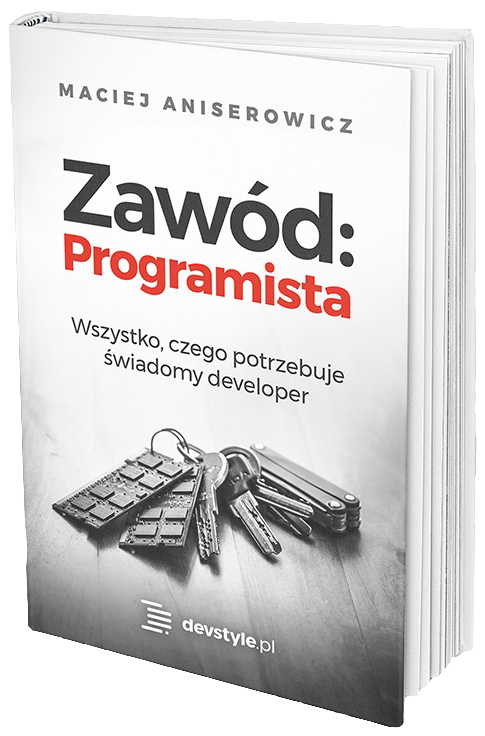 MACIEJ ANISEROWICZ
Zawód:
Programista
Wszystko, czego potrzebuje
świadomy developer
devstyle.pl